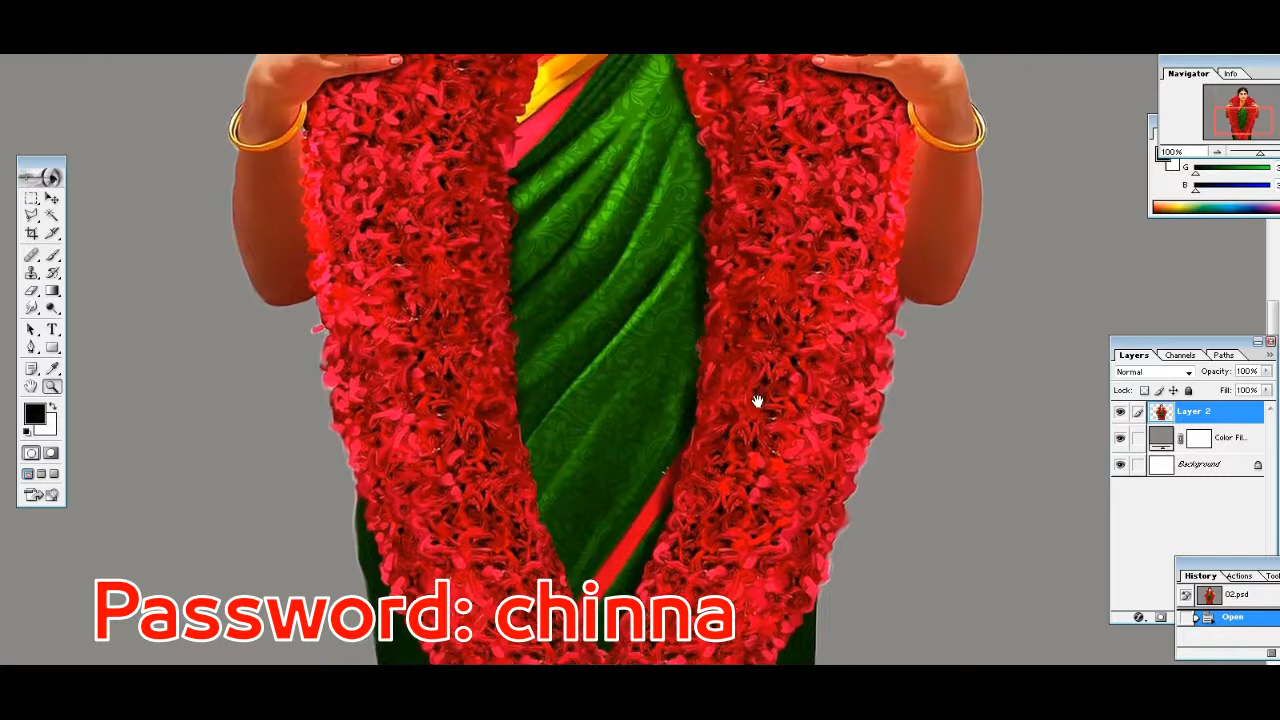 Navigator
Info
100%
G
B
Layers
Channels
Paths
Normal
Opacity: 100%
Lock:
Fill: 100%
Layer 2
Color Fil...
Background
History
Actions
02.psd
Open
Password: chinna